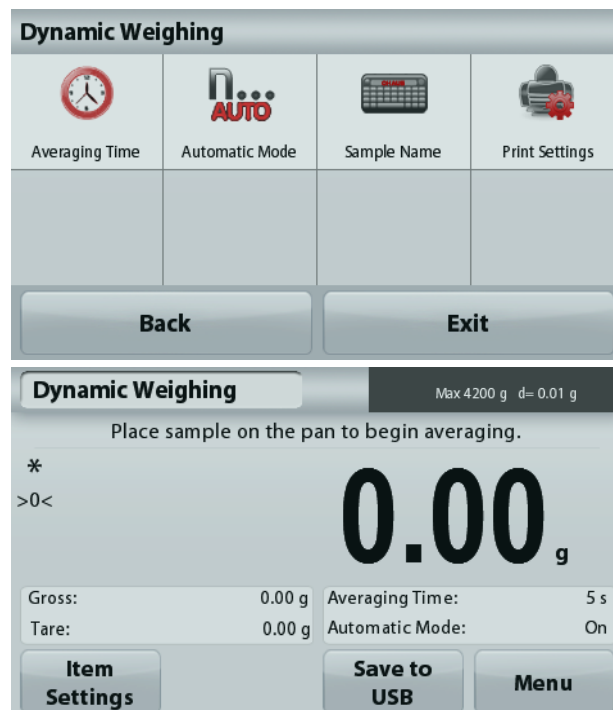 Dynamic Weighing
n...
AUTO
OHAUS
Averaging Time
Automatic Mode
Sample Name
Print Settings
Back
Exit
Dynamic Weighing
Max 4200 g d= 0.01 g
Place sample on the pan to begin averaging.
*
>0<
0.00 g
Gross: 0.00 g
Averaging Time: 5 s
Tare: 0.00 g
Automatic Mode: On
Item
Settings
Save to
USB
Menu